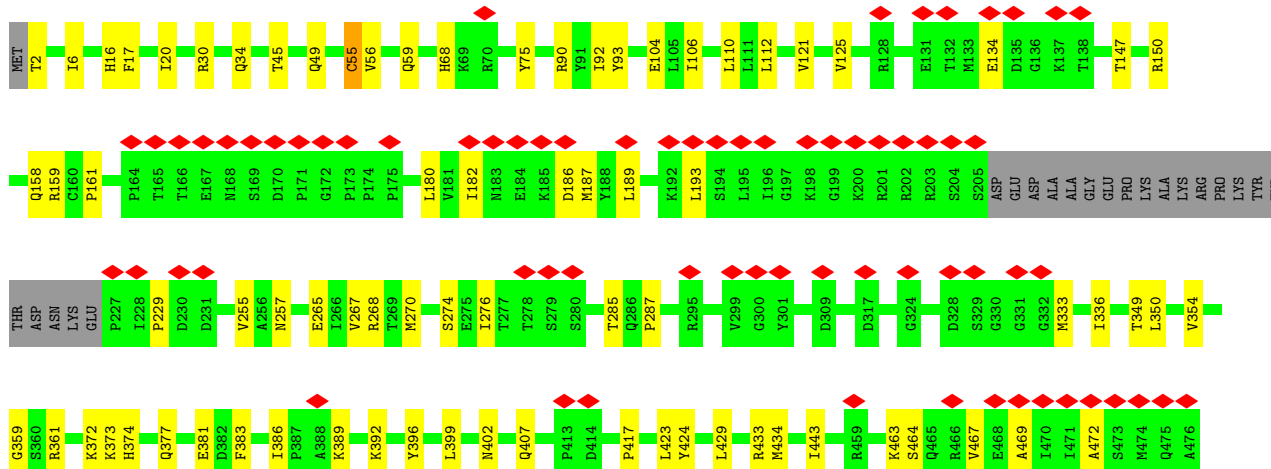 MET T2 I6 H16 F17 I20 R30 Q34 T45 Q49 C55 V56 Q59 H68 K69 R70 Y75 R90 Y91 I92 Y93 E104 L105 I106 L110 L111 L112 V121 V125 R128 E131 T132 M133 E134 D135 G136 K137 T138 T147 R150
Q158 R159 C160 P161 P164 T165 T166 E167 N168 S169 D170 P171 G172 P173 P174 P175 L180 V181 I182 N183 E184 K185 D186 M187 Y188 L189 K192 L193 S194 L195 I196 G197 K198 G199 K200 R201 R202 R203 S204 S205 ASP GLU ASP ALA ALA GLY GLU PRO LYS ALA LYS ARG PRO LYS TYR
THR ASP ASN LYS GLU P227 I228 P229 D230 D231 V255 A256 N257 E265 I266 V267 R268 T269 M270 S274 E275 I276 T277 T278 S279 S280 T285 Q286 P287 R295 V299 G300 Y301 D309 D317 G324 D328 S329 G330 G331 G332 M333 I336 T349 L350 V354
G359 S360 R361 K372 K373 H374 Q377 E381 D382 F383 I386 P387 A388 K389 K392 Y396 L399 N402 Q407 P413 D414 P417 L423 Y424 L429 R433 M434 I443 R459 K463 S464 Q465 R466 V467 E468 A469 I470 I471 A472 S473 M474 Q475 A476